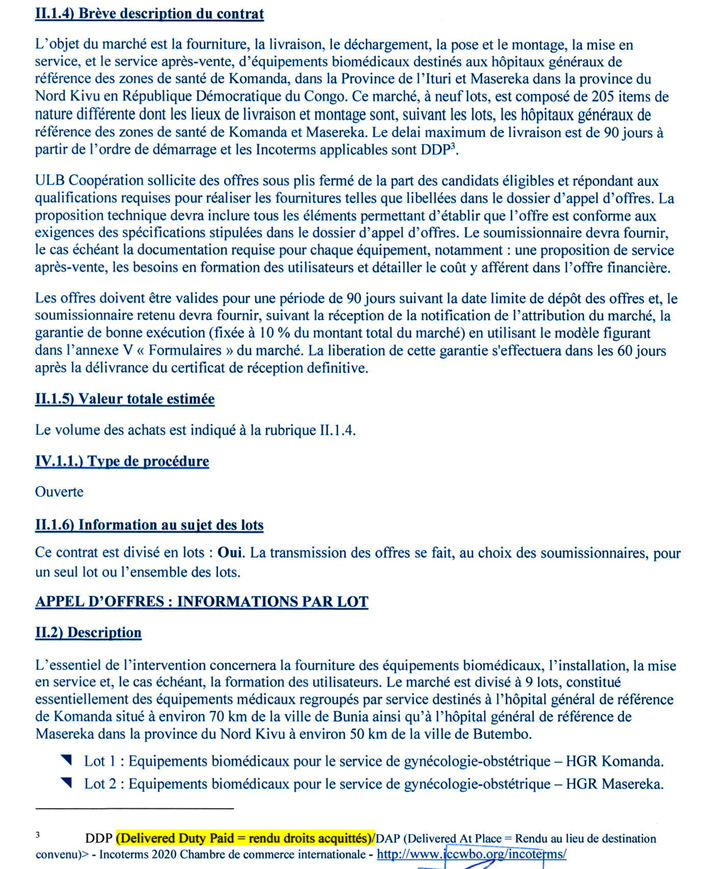 II.1.4) Brève description du contrat
L'objet du marché est la fourniture, la livraison, le déchargement, la pose et le montage, la mise en
service, et le service après-vente, d'équipements biomédicaux destinés aux hôpitaux généraux de
référence des zones de santé de Komanda, dans la Province de l'Ituri et Masereka dans la province du
Nord Kivu en République Démocratique du Congo. Ce marché, à neuf lots, est composé de 205 items de
nature différente dont les lieux de livraison et montage sont, suivant les lots, les hôpitaux généraux de
référence des zones de santé de Komanda et Masereka. Le delai maximum de livraison est de 90 jours à
partir de l'ordre de démarrage et les Incoterms applicables sont DDP³.
ULB Coopération sollicite des offres sous plis fermé de la part des candidats éligibles et répondant aux
qualifications requises pour réaliser les fournitures telles que libellées dans le dossier d'appel d'offres. La
proposition technique devra inclure tous les éléments permettant d'établir que l'offre est conforme aux
exigences des spécifications stipulées dans le dossier d'appel d'offres. Le soumissionnaire devra fournir,
le cas échéant la documentation requise pour chaque équipement, notamment : une proposition de service
après-vente, les besoins en formation des utilisateurs et détailler le coût y afférent dans l'offre financière.
Les offres doivent être valides pour une période de 90 jours suivant la date limite de dépôt des offres et, le
soumissionnaire retenu devra fournir, suivant la réception de la notification de l'attribution du marché, la
garantie de bonne exécution (fixée à 10 % du montant total du marché) en utilisant le modèle figurant
dans l'annexe V « Formulaires » du marché. La liberation de cette garantie s'effectuera dans les 60 jours
après la délivrance du certificat de réception definitive.
II.1.5) Valeur totale estimée
Le volume des achats est indiqué à la rubrique II.1.4.
IV.1.1.) Type de procédure
Ouverte
II.1.6) Information au sujet des lots
Ce contrat est divisé en lots : Oui. La transmission des offres se fait, au choix des soumissionnaires, pour
un seul lot ou l'ensemble des lots.
APPEL D'OFFRES : INFORMATIONS PAR LOT
II.2) Description
L'essentiel de l'intervention concernera la fourniture des équipements biomédicaux, l'installation, la mise
en service et, le cas échéant, la formation des utilisateurs. Le marché est divisé à 9 lots, constitué
essentiellement des équipements médicaux regroupés par service destinés à l'hôpital général de référence
de Komanda situé à environ 70 km de la ville de Bunia ainsi qu'à l'hôpital général de référence de
Masereka dans la province du Nord Kivu à environ 50 km de la ville de Butembo.
Lot 1 : Equipements biomédicaux pour le service de gynécologie-obstétrique – HGR Komanda.
Lot 2 : Equipements biomédicaux pour le service de gynécologie-obstétrique – HGR Masereka.
³ DDP (Delivered Duty Paid = rendu droits acquittés)/DAP (Delivered At Place = Rendu au lieu de destination
convenu)> - Incoterms 2020 Chambre de commerce internationale - http://www.iccwbo.org/incoterms/